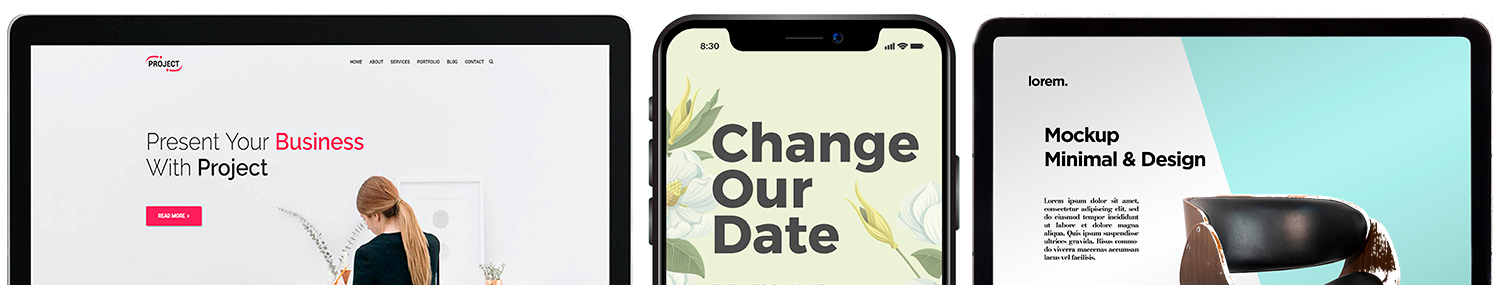 PROJECT
HOME ABOUT SERVICES PORTFOLIO BLOG CONTACT
Present Your Business
With Project
READ MORE
8:30
Change
Our
Date
lorem.
Mockup
Minimal & Design
Lorem ipsum dolor sit amet,
consectetur adipiscing elit, sed
do eiusmod tempor incididunt
ut labore et dolore magna
aliqua. Quis ipsum suspendisse
ultrices gravida. Risus commo-
do viverra maecenas accumsan
lacus vel facilisis.